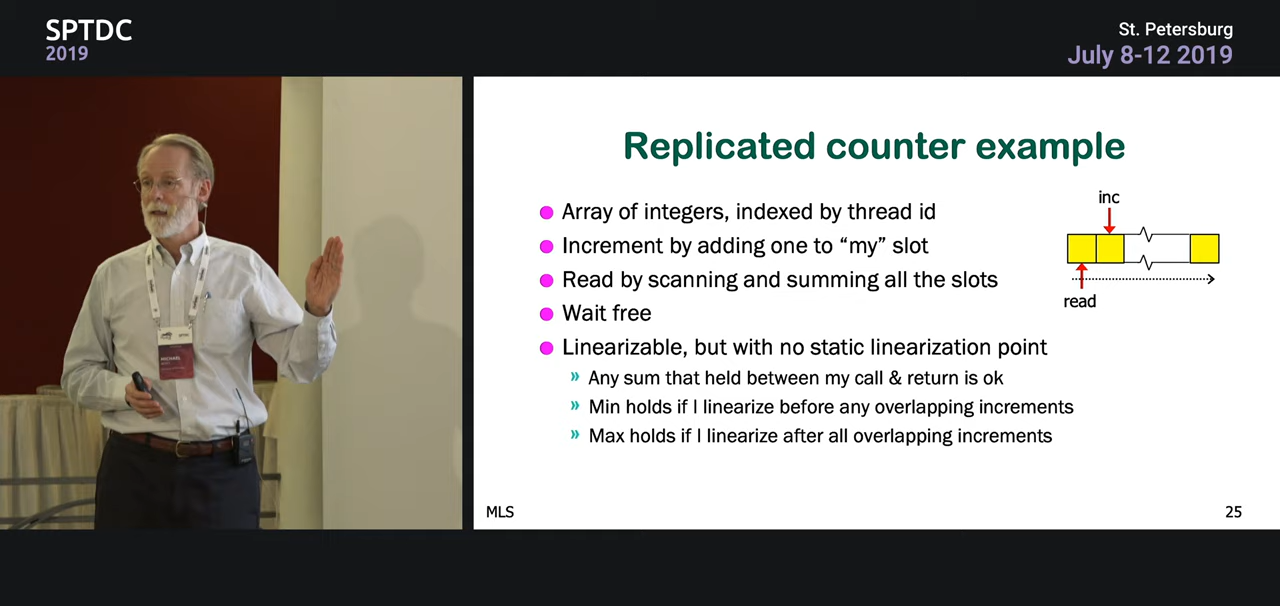 SPTDC
2019
St. Petersburg
July 8-12 2019
Replicated counter example
Array of integers, indexed by thread id
Increment by adding one to “my” slot
Read by scanning and summing all the slots
Wait free
Linearizable, but with no static linearization point
» Any sum that held between my call & return is ok
» Min holds if I linearize before any overlapping increments
» Max holds if I linearize after all overlapping increments
inc
read
MLS
25
MICHAEL